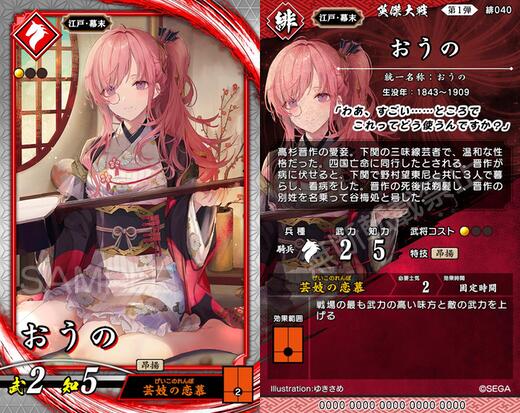 江戸・幕末
SAMPLE
おうの
昂揚
武2 知5
げいこのれんぼ
芸妓の恋慕
2
緋
江戸・幕末
英傑大戦
第1弾
緋040
おうの
統一名称：おうの
生没年：1843～1909
「わあ、すごい……ところで
これってどう使うんですか？」
高杉晋作の愛妾。下関の三味線芸者で、温和な性
格だった。四国亡命に同行したとされる。晋作が
病に伏せると、下関で野村望東尼と共に3人で暮
らし、看病をした。晋作の死後は剃髪し、晋作の
別姓を名乗って谷梅処と号した。
兵種 武力 知力 武将コスト
騎兵 2 5 特技 昂揚
げいこのれんぼ
芸妓の恋慕
必要士気 2
効果時間 固定時間
効果範囲
戦場の最も武力の高い味方と敵の武力を上
げる
Illustration:ゆきさめ
©SEGA
0000-0000-0000-0000-0000